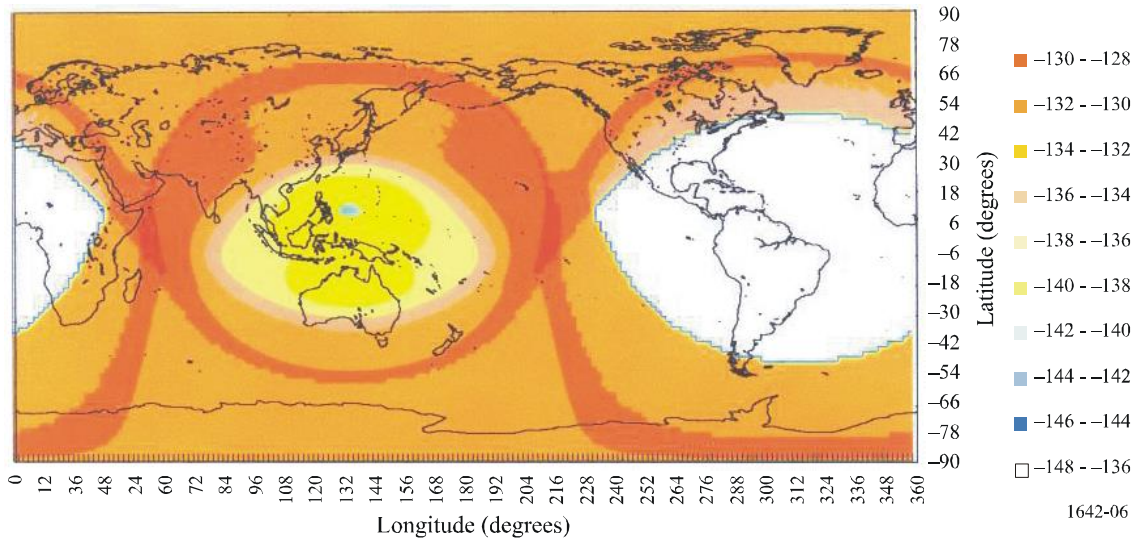 90
78
66
54
42
30
18
6
–6
–18
–30
–42
–54
–66
–78
–90
Latitude (degrees)
–130 - –128
–132 - –130
–134 - –132
–136 - –134
–138 - –136
–140 - –138
–142 - –140
–144 - –142
–146 - –144
–148 - –136
0 12 24 36 48 60 72 84 96 108 120 132 144 156 168 180 192 204 216 228 240 252 264 276 288 300 312 324 336 348 360
Longitude (degrees)
1642-06